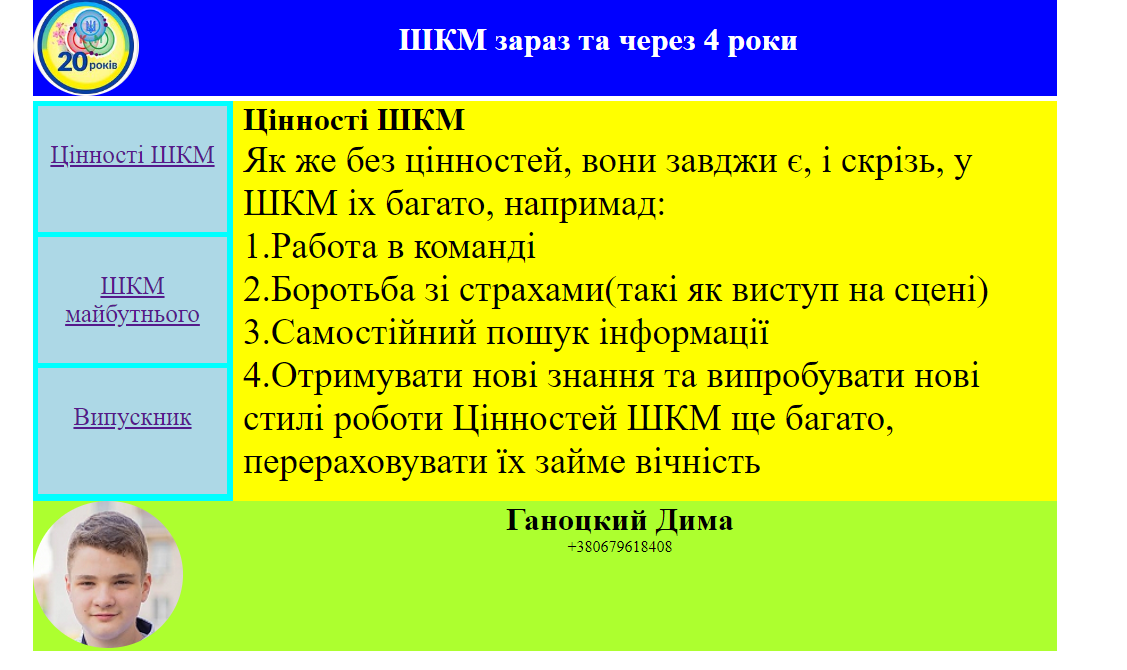 20 років
ШКМ зараз та через 4 роки
Цінності ШКМ
ШКМ
майбутнього
Випускник
Цінності ШКМ
Як же без цінностей, вони завджи є, і скрізь, у
ШКМ іх багато, напримад:
1.Работа в команді
2.Боротьба зі страхами(такі як виступ на сцені)
3.Самостійний пошук інформації
4.Отримувати нові знання та випробувати нові
стилі роботи Цінностей ШКМ ще багато,
перераховувати їх займе вічність
Ганоцкий Дима
+380679618408